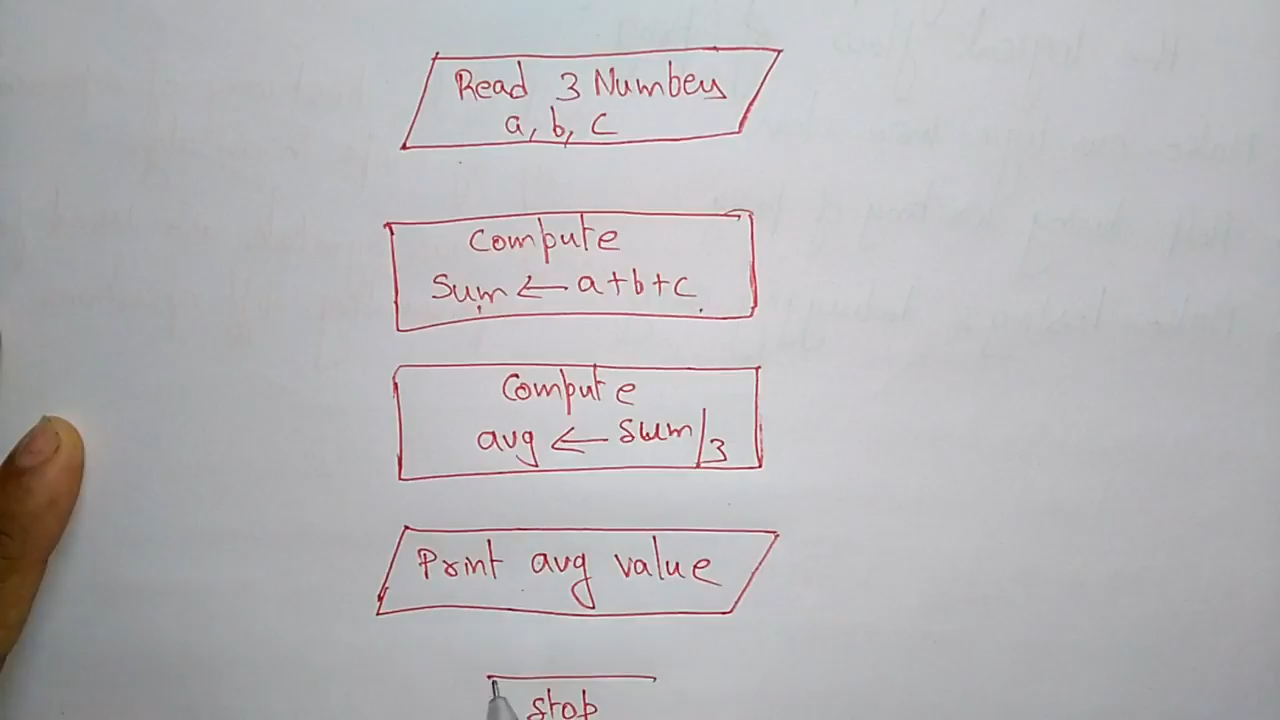 Read 3 Numbers
a, b, c
Compute
Sum ← a+b+c
Compute
avg ← sum/3
Print avg value
stop